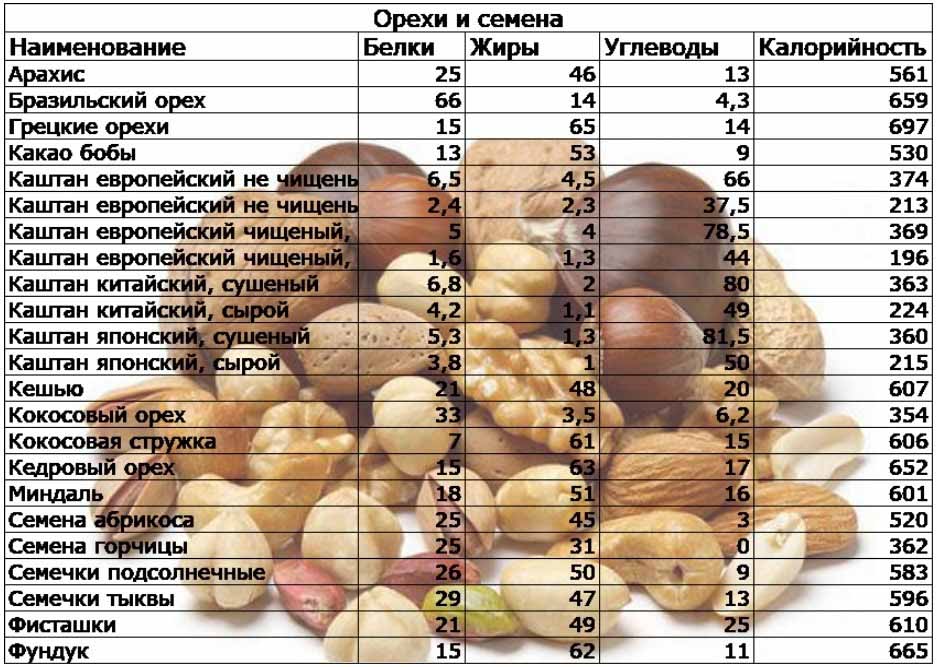 Орехи и семена
Наименование Белки Жиры Углеводы Калорийность
Арахис 25 46 13 561
Бразильский орех 66 14 4,3 659
Грецкие орехи 15 65 14 697
Какао бобы 13 53 9 530
Каштан европейский не чищень 6,5 4,5 66 374
Каштан европейский не чищень 2,4 2,3 37,5 213
Каштан европейский чищеный, 5 4 78,5 369
Каштан европейский чищеный, 1,6 1,3 44 196
Каштан китайский, сушеный 6,8 2 80 363
Каштан китайский, сырой 4,2 1,1 49 224
Каштан японский, сушеный 5,3 1,3 81,5 360
Каштан японский, сырой 3,8 1 50 215
Кешью 21 48 20 607
Кокосовый орех 33 3,5 6,2 354
Кокосовая стружка 7 61 15 606
Кедровый орех 15 63 17 652
Миндаль 18 51 16 601
Семена абрикоса 25 45 3 520
Семена горчицы 25 31 0 362
Семечки подсолнечные 26 50 9 583
Семечки тыквы 29 47 13 596
Фисташки 21 49 25 610
Фундук 15 62 11 665